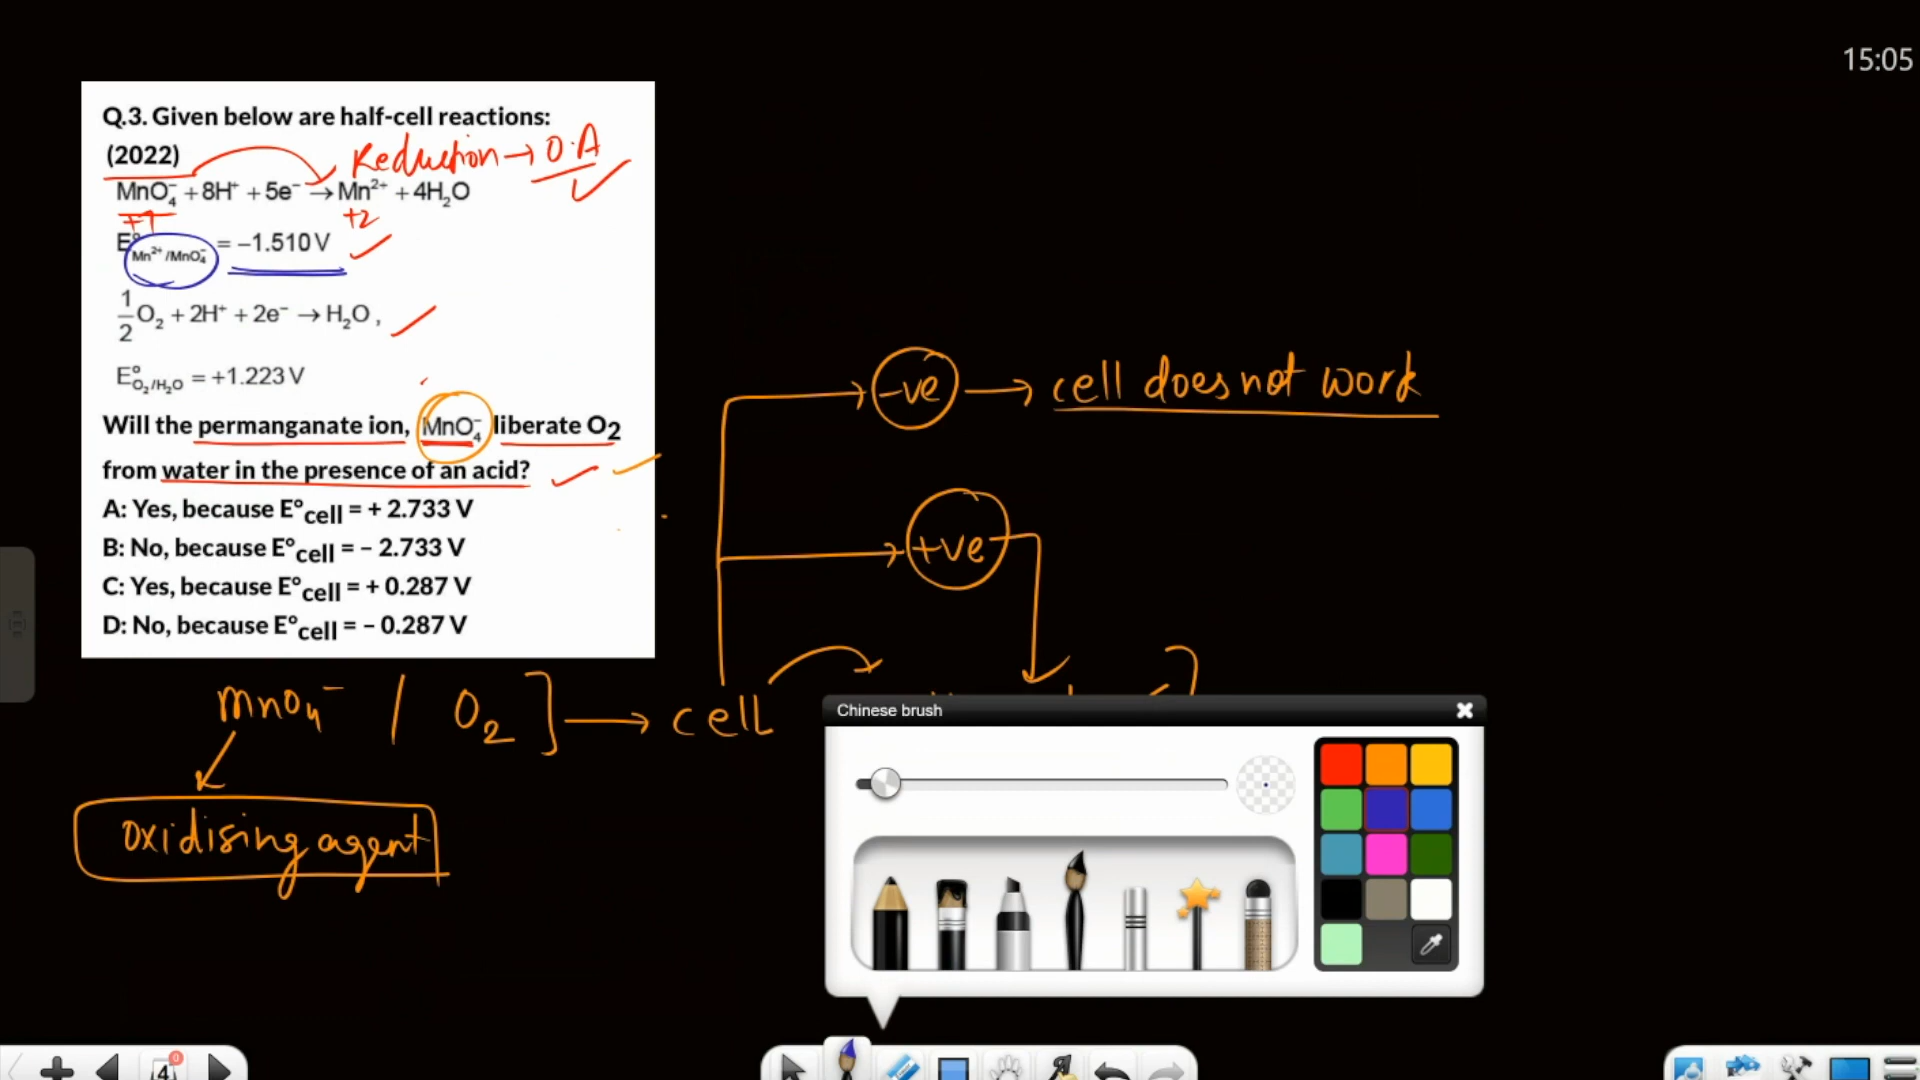 15:05
Q.3. Given below are half-cell reactions:
(2022)
Reduction → O.A
MnO₄⁻ + 8H⁺ + 5e⁻ → Mn²⁺ + 4H₂O
+7
+2
E°Mn²⁺/MnO₄⁻ = −1.510 V
½O₂ + 2H⁺ + 2e⁻ → H₂O,
E°O₂/H₂O = +1.223 V
Will the permanganate ion, MnO₄⁻ liberate O₂
from water in the presence of an acid?
A: Yes, because E°cell = + 2.733 V
B: No, because E°cell = − 2.733 V
C: Yes, because E°cell = + 0.287 V
D: No, because E°cell = − 0.287 V
-ve → cell does not work
+ve
mnO₄⁻ / O₂ ] → cell
oxidising agent
Chinese brush
4
0